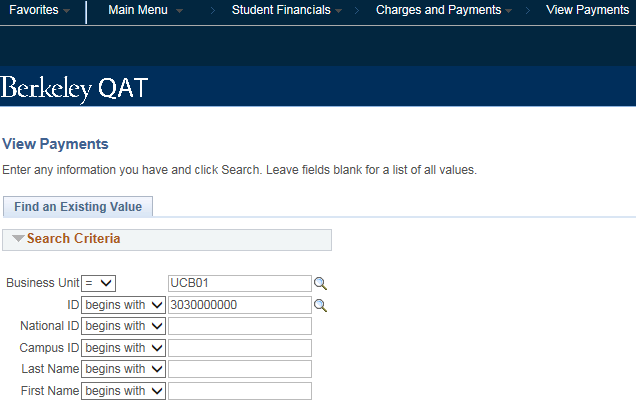 Favorites Main Menu Student Financials Charges and Payments View Payments
Berkeley QAT
View Payments
Enter any information you have and click Search. Leave fields blank for a list of all values.
Find an Existing Value
Search Criteria
Business Unit = UCB01
ID begins with 3030000000
National ID begins with
Campus ID begins with
Last Name begins with
First Name begins with